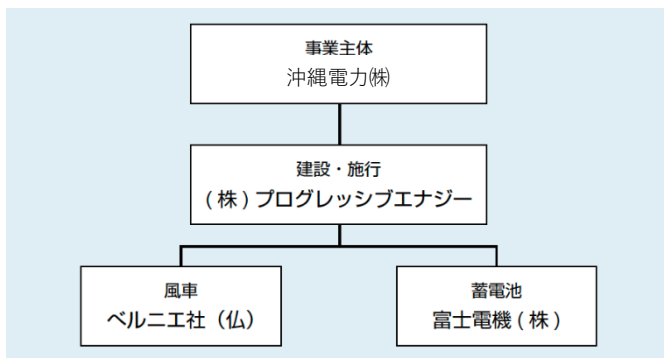 事業主体
沖縄電力㈱
建設・施行
(株)プログレッシブエナジー
風車
ベルニエ社（仏）
蓄電池
富士電機(株)